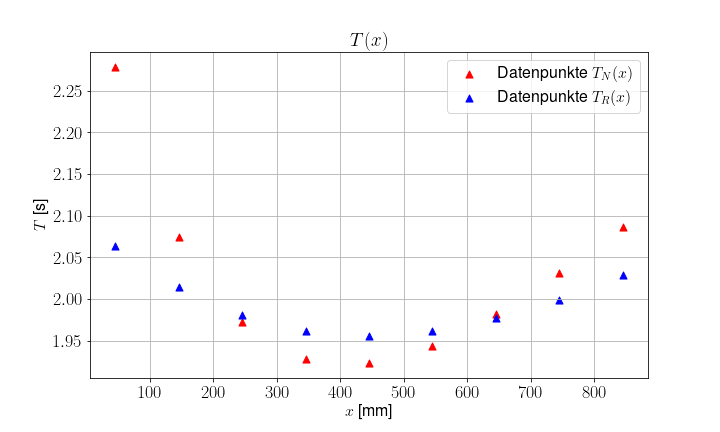 T(x)
Datenpunkte T_N(x)
Datenpunkte T_R(x)
2.25
2.20
2.15
2.10
2.05
2.00
1.95
T [s]
100 200 300 400 500 600 700 800
x [mm]